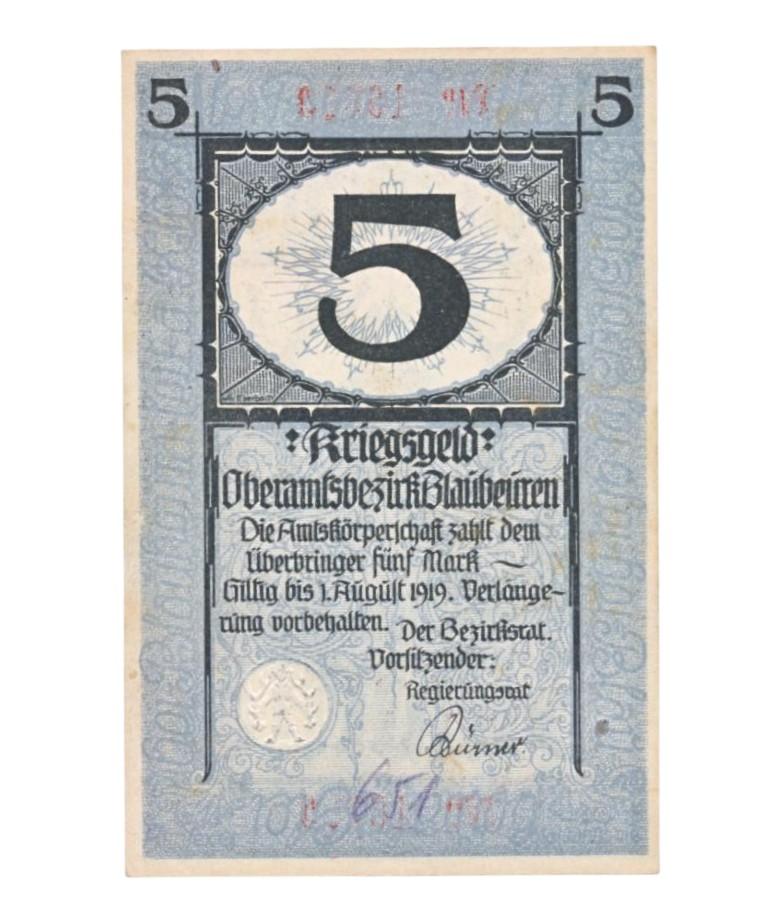 5 5
5
Kriegsgeld
Oberamtsbezirk Blaubeuren
Die Amtskörperschaft zahlt dem
Überbringer fünf Mark
Gültig bis 1. August 1919. Verlänge-
rung vorbehalten. Der Bezirksrat.
Vorsitzender:
Regierungsrat
651